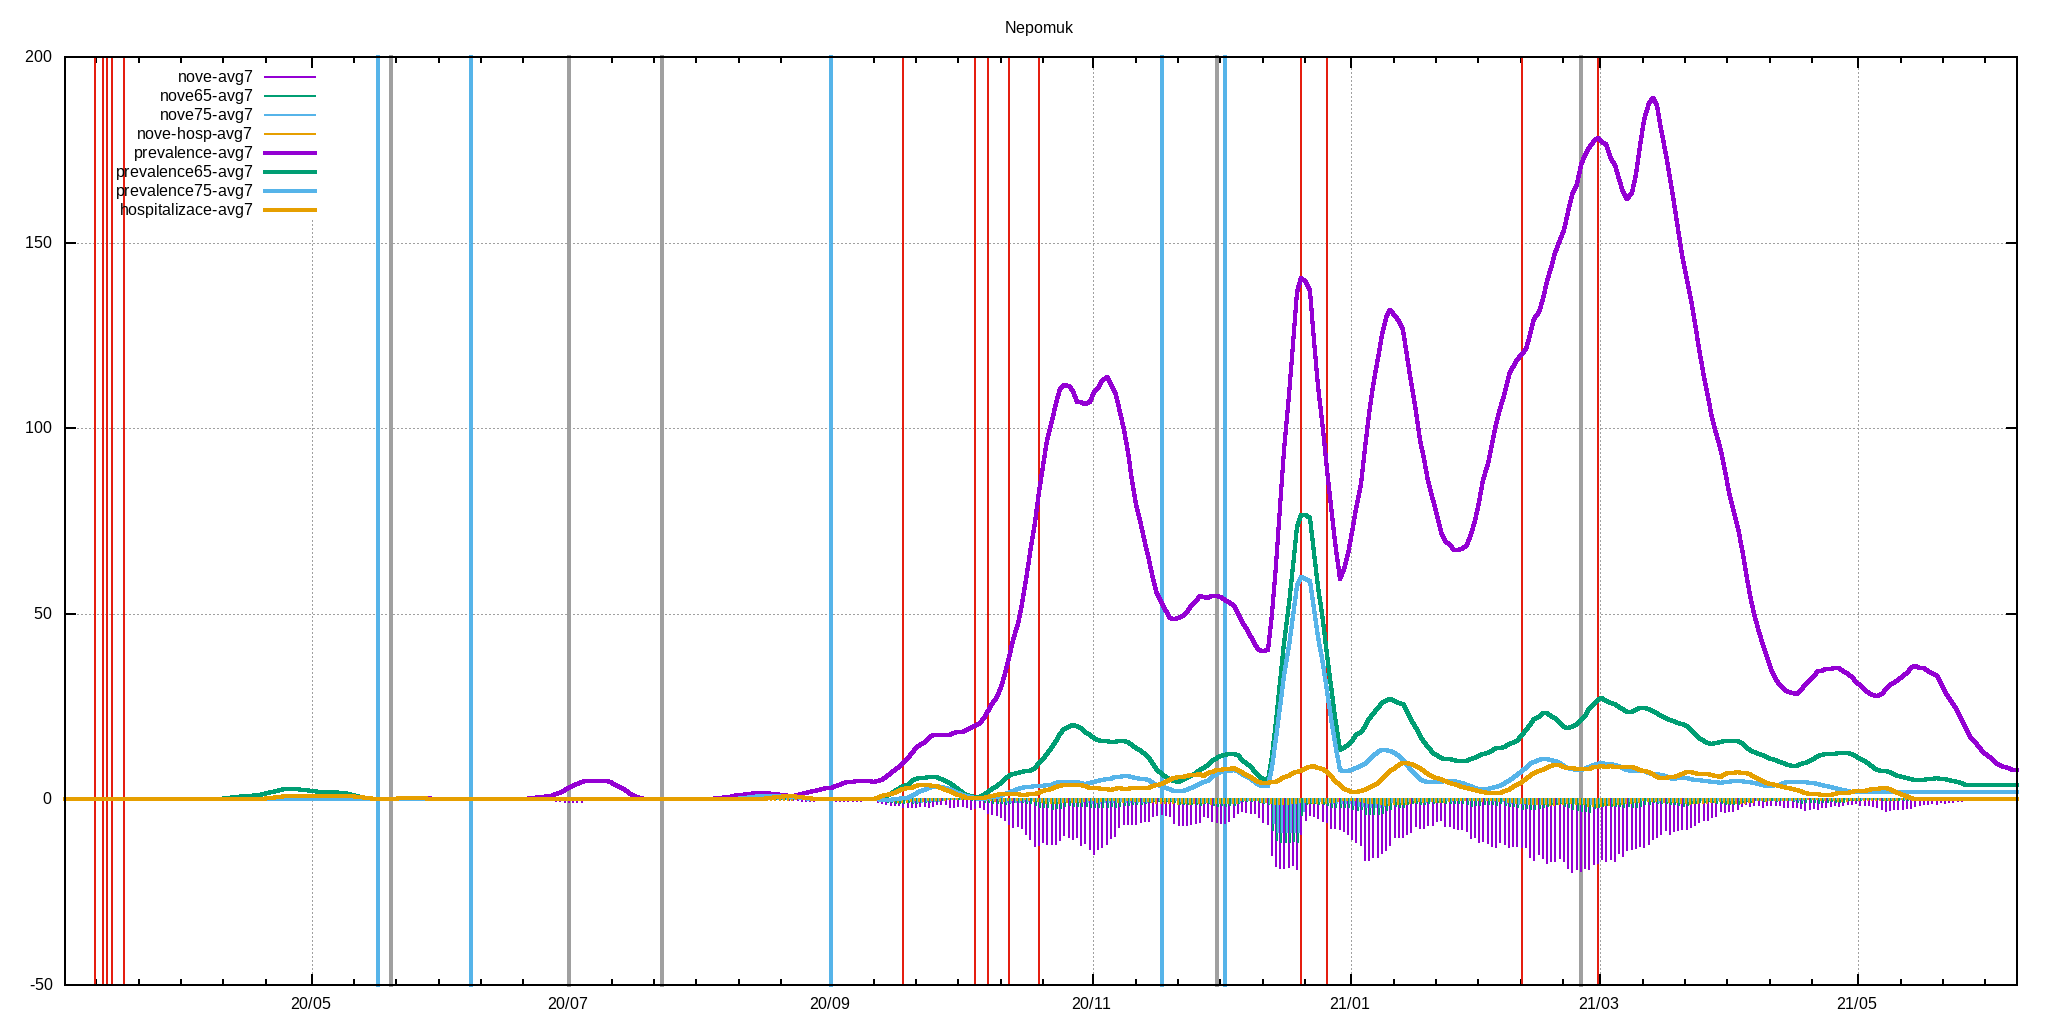 Nepomuk
200
150
100
50
0
-50
nove-avg7
nove65-avg7
nove75-avg7
nove-hosp-avg7
prevalence-avg7
prevalence65-avg7
prevalence75-avg7
hospitalizace-avg7
20/05 20/07 20/09 20/11 21/01 21/03 21/05